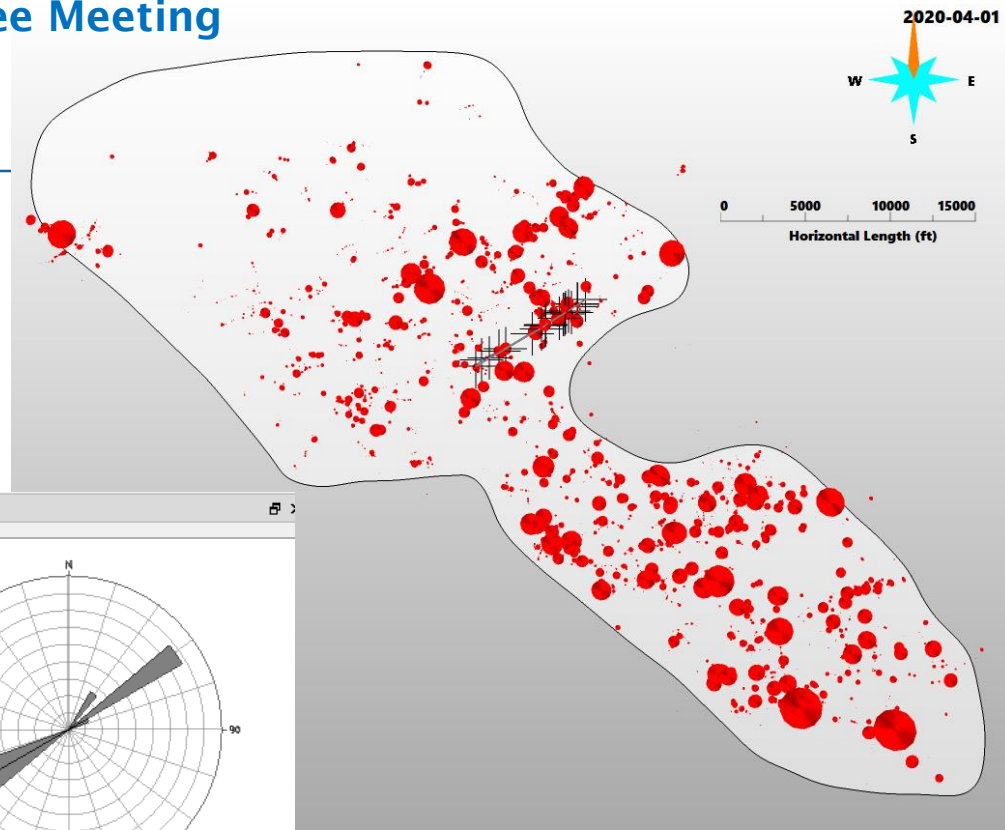 ee Meeting
2020-04-01
W E
S
0 5000 10000 15000
Horizontal Length (ft)
N
90